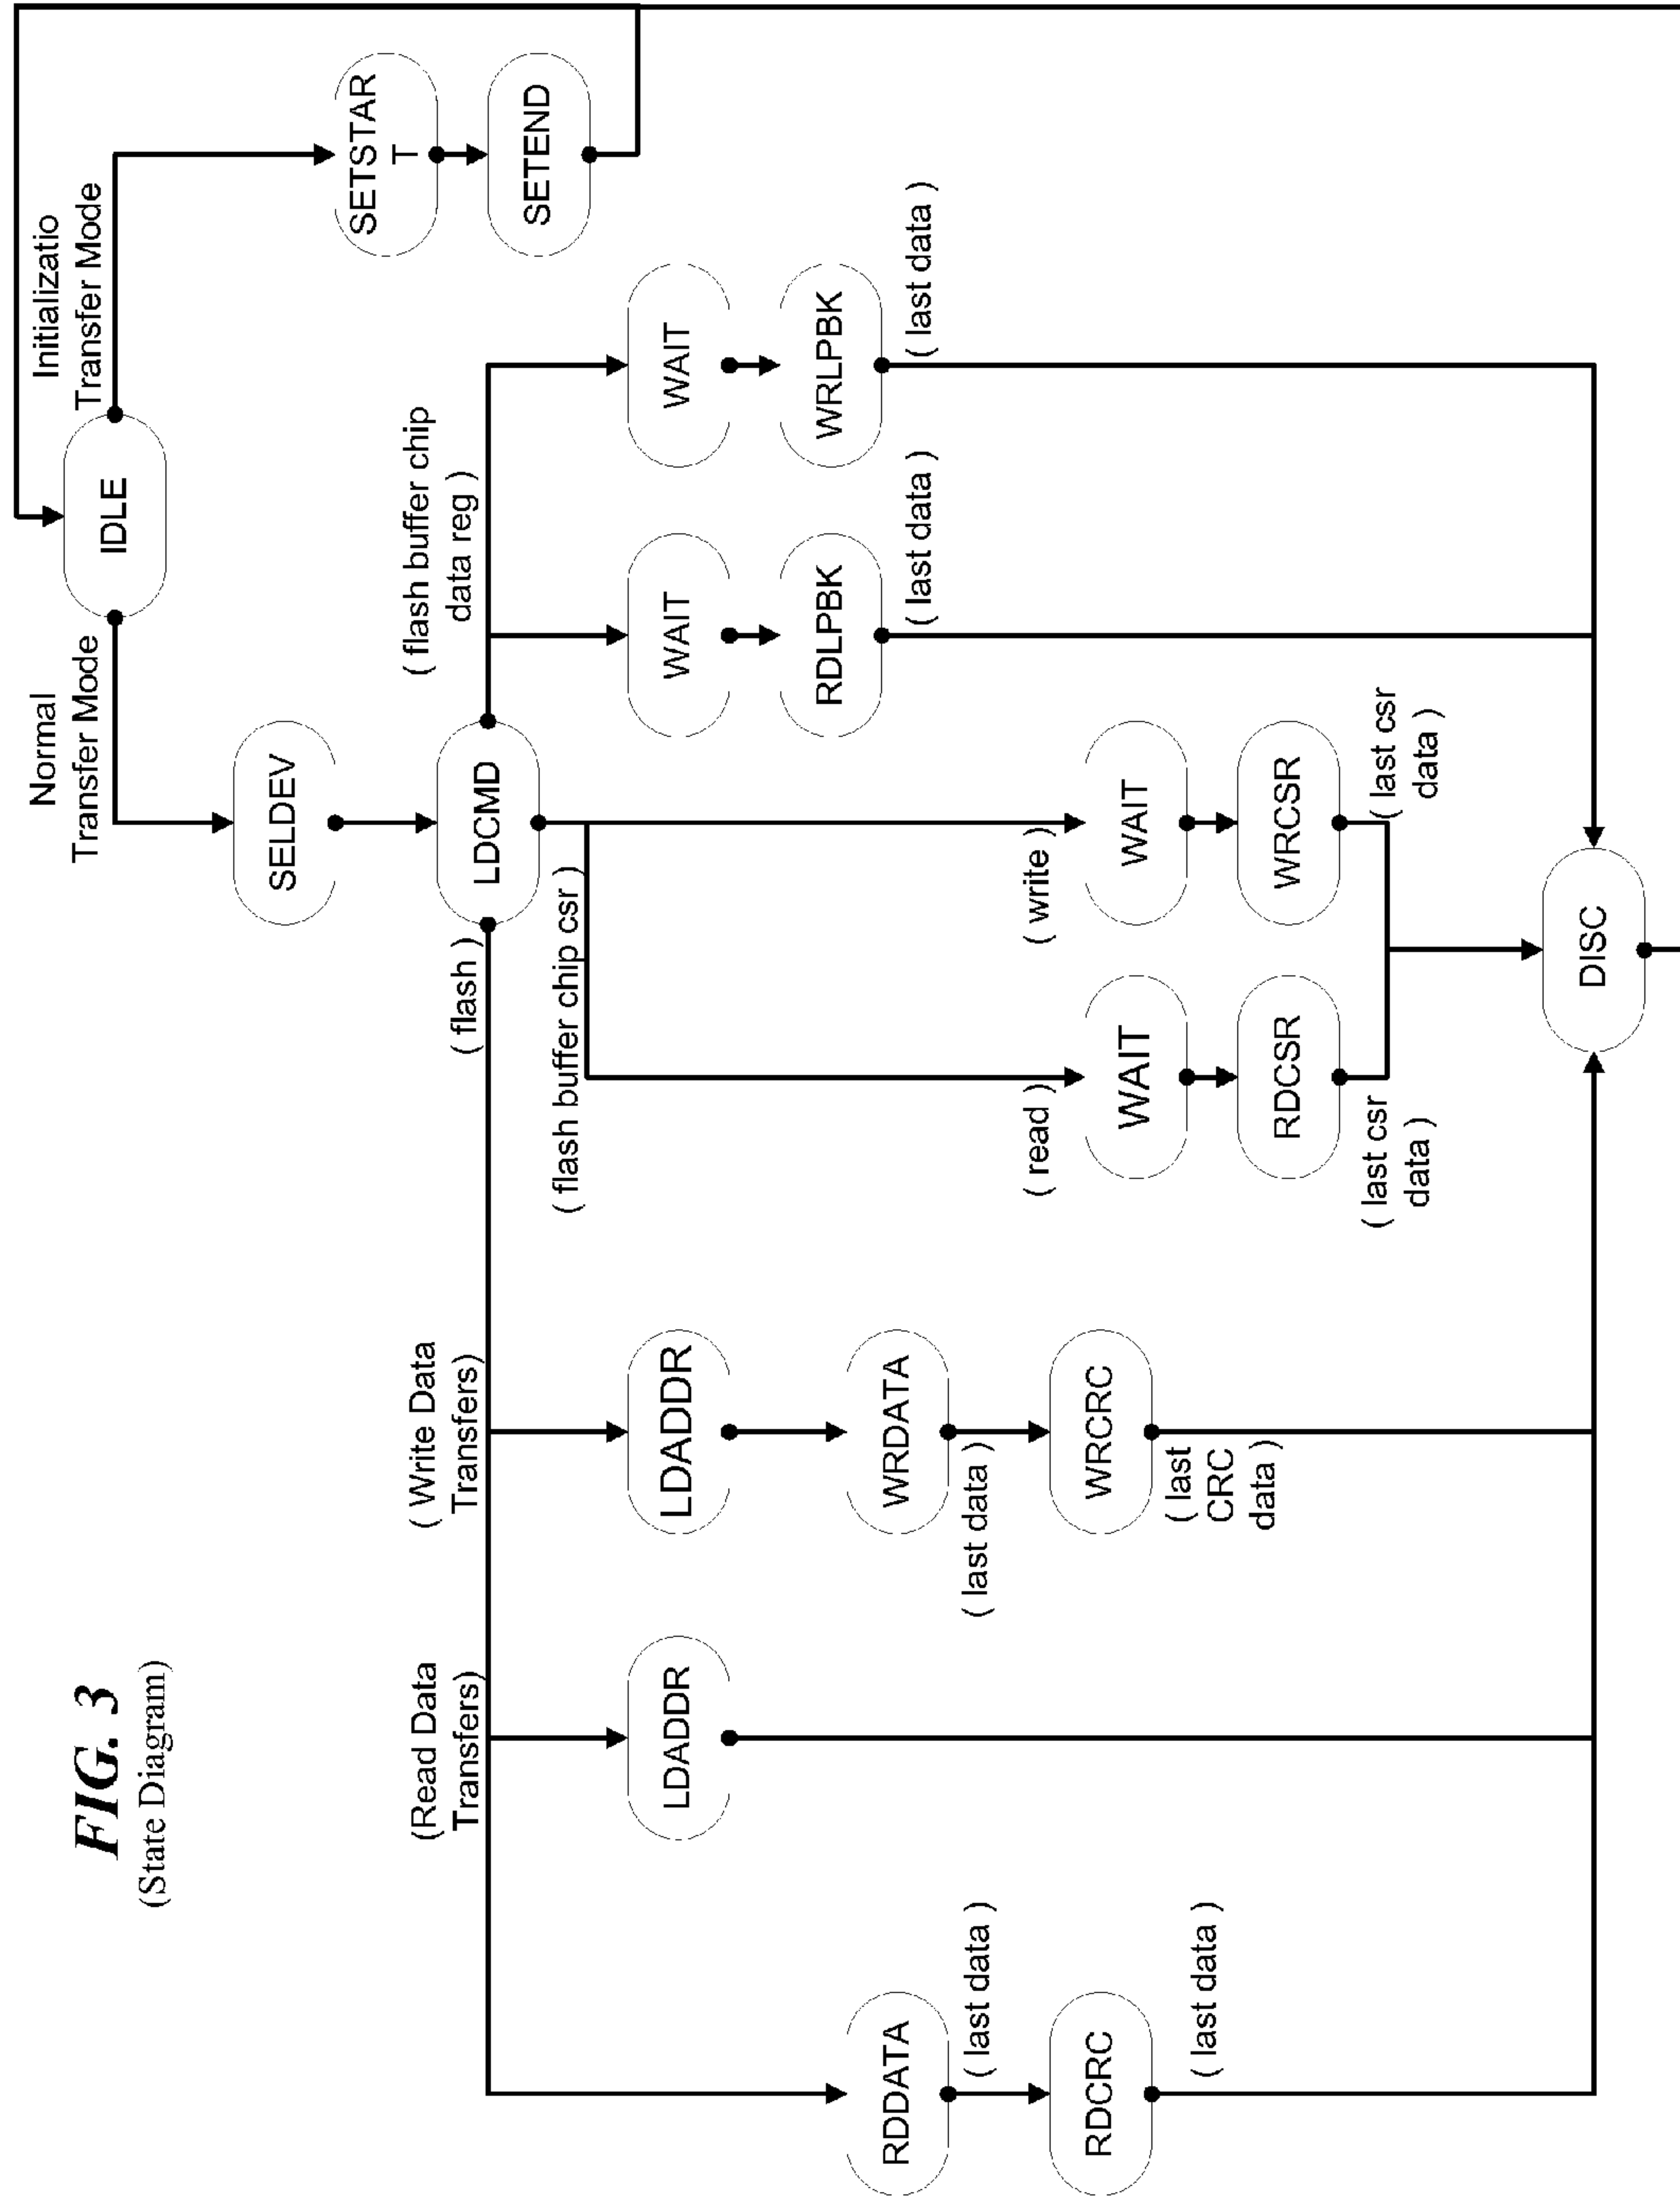 FIG. 3
(State Diagram)
Normal
Transfer Mode
IDLE
Initializatio
Transfer Mode
SELDEV
SETSTAR
T
SETEND
LDCMD
( flash )
( flash buffer chip csr )
( flash buffer chip
data reg )
(Read Data
Transfers)
( Write Data
Transfers)
LDADDR
LDADDR
WAIT
WAIT
RDDATA
( last data )
WRDATA
( last data )
RDLPBK
( last data )
WRLPBK
( last data )
( read )
( write )
WAIT
WAIT
RDCRC
( last data )
WRCRC
( last
CRC
data )
RDCSR
( last csr
data )
WRCSR
( last csr
data )
DISC